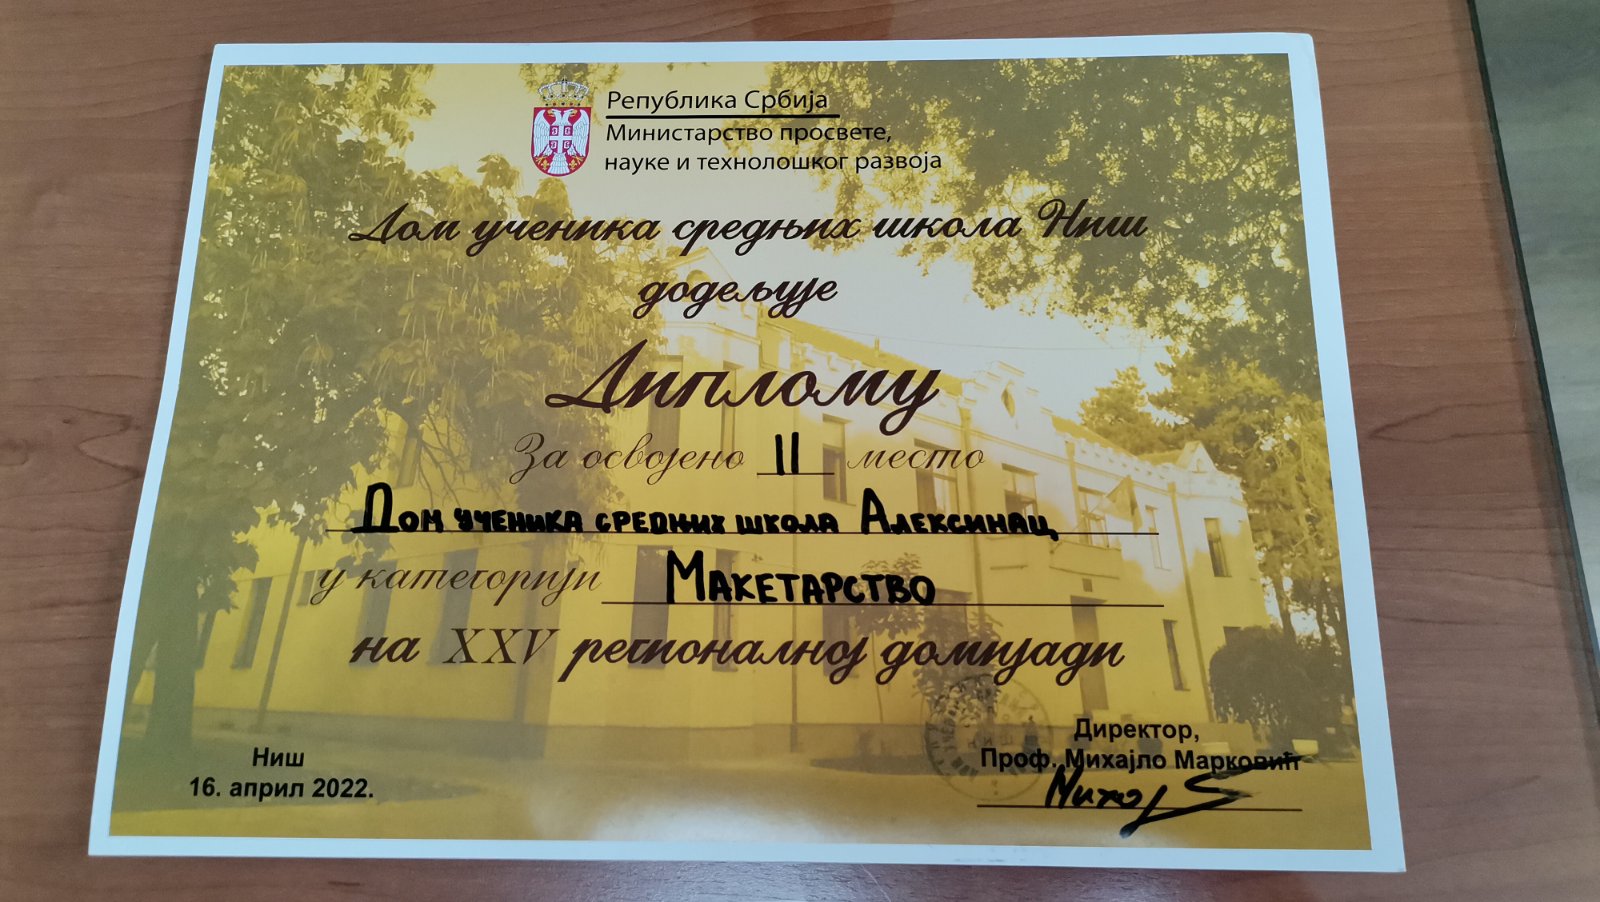 Република Србија
Министарство просвете,
науке и технолошког развоја
Дом ученика средњих школа Ниш
додељује
Диплому
За освојено II место
Дом ученика средњих школа Алексинац
у категорији Макетарство
на XXV регионалној домијади
Директор,
Проф. Михајло Марковић
Ниш
16. април 2022.